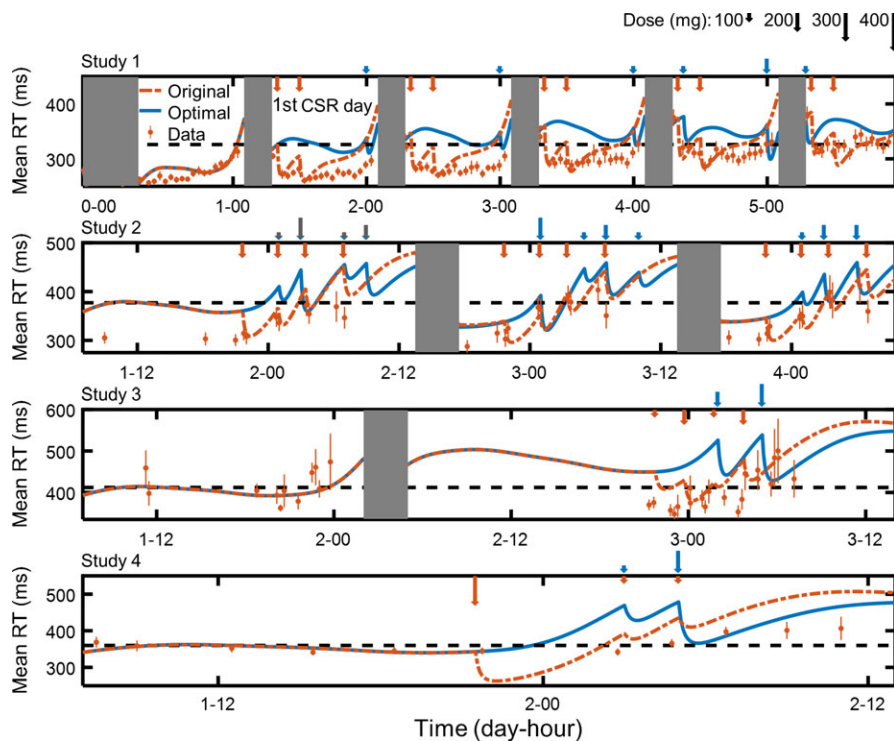 Dose (mg): 100 200 300 400
Study 1
Mean RT (ms)
400
300
Original
Optimal
Data
1st CSR day
0-00 1-00 2-00 3-00 4-00 5-00
Study 2
Mean RT (ms)
500
400
300
1-12 2-00 2-12 3-00 3-12 4-00
Study 3
Mean RT (ms)
600
500
400
1-12 2-00 2-12 3-00 3-12
Study 4
Mean RT (ms)
500
400
300
1-12 2-00 2-12
Time (day-hour)